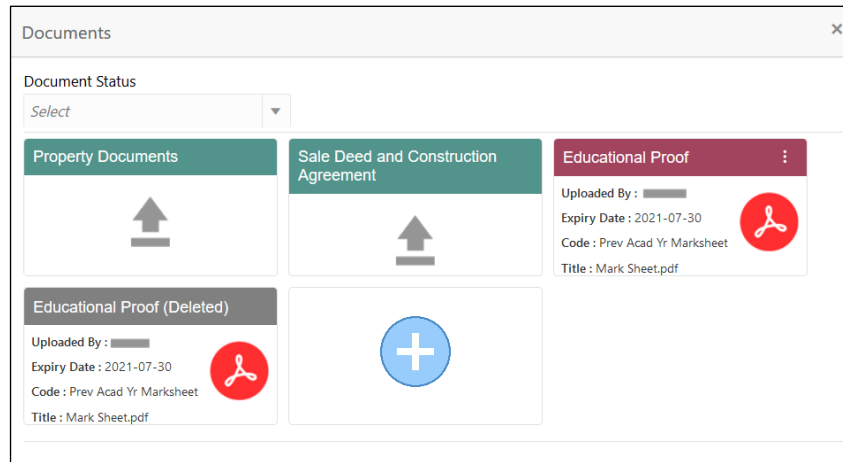 Documents
Document Status
Select
Property Documents
Sale Deed and Construction
Agreement
Educational Proof
Uploaded By :
Expiry Date : 2021-07-30
Code : Prev Acad Yr Marksheet
Title : Mark Sheet.pdf
Educational Proof (Deleted)
Uploaded By :
Expiry Date : 2021-07-30
Code : Prev Acad Yr Marksheet
Title : Mark Sheet.pdf